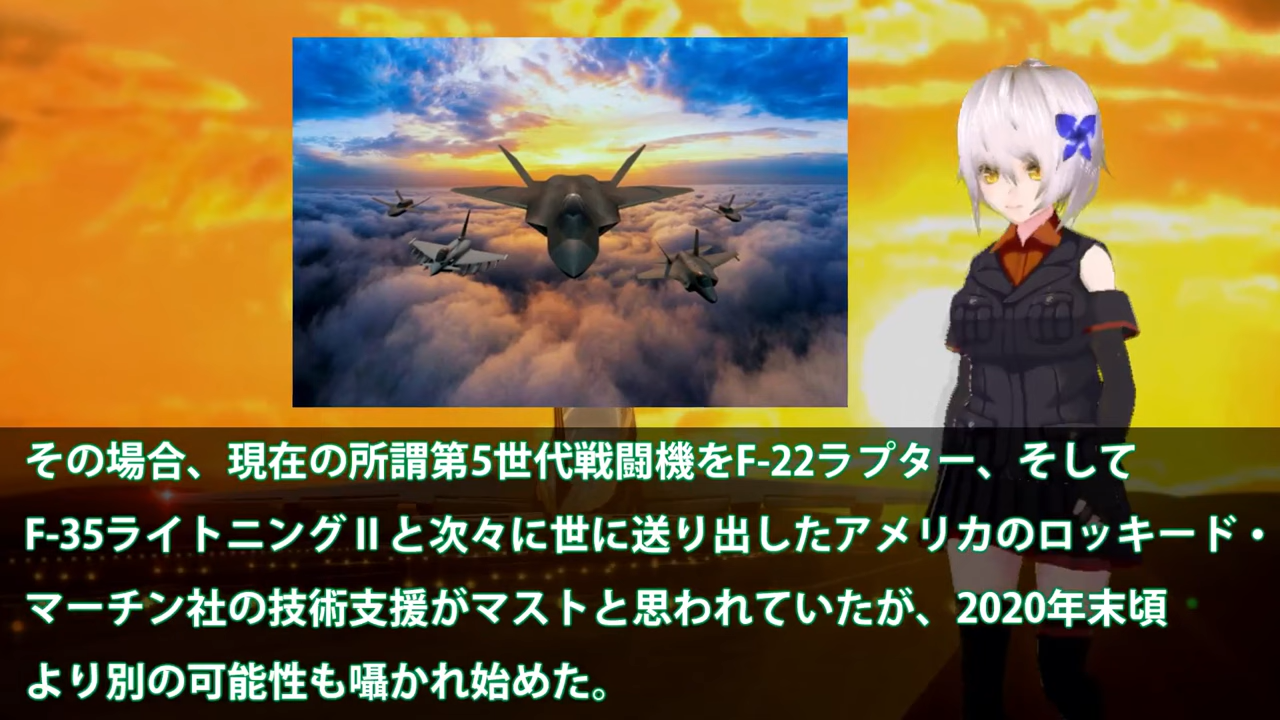 その場合、現在の所謂第5世代戦闘機をF-22ラプター、そして
F-35ライトニングⅡと次々に世に送り出したアメリカのロッキード・
マーチン社の技術支援がマストと思われていたが、2020年末頃
より別の可能性も囁かれ始めた。